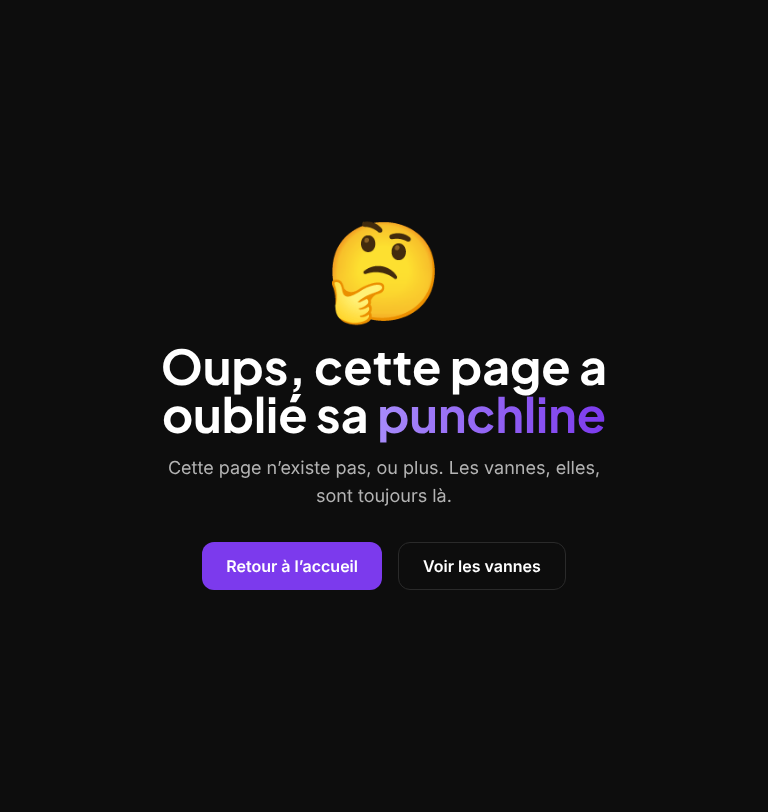 Oups, cette page a
oublié sa punchline
Cette page n’existe pas, ou plus. Les vannes, elles,
sont toujours là.
Retour à l’accueil
Voir les vannes